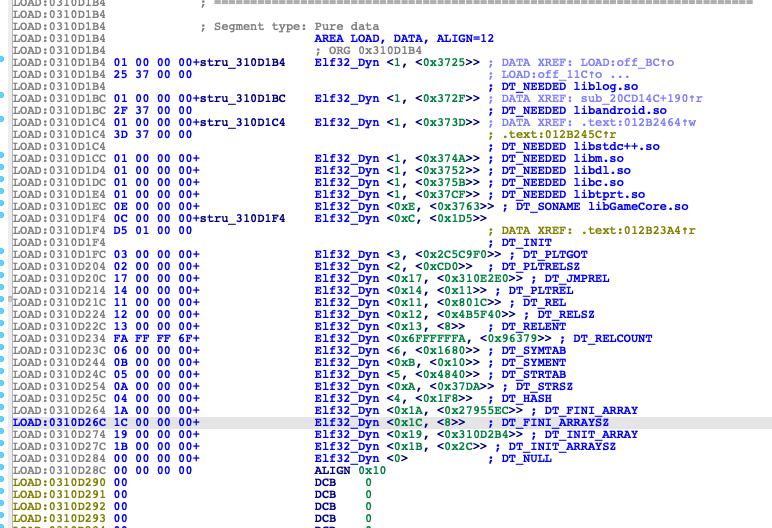 LOAD:0310D1B4 ; ===========================================================================
LOAD:0310D1B4
LOAD:0310D1B4 ; Segment type: Pure data
LOAD:0310D1B4 AREA LOAD, DATA, ALIGN=12
LOAD:0310D1B4 ; ORG 0x310D1B4
LOAD:0310D1B4 01 00 00 00+stru_310D1B4 Elf32_Dyn <1, <0x3725>> ; DATA XREF: LOAD:off_BC↑o
LOAD:0310D1B4 25 37 00 00 ; LOAD:off_11C↑o ...
LOAD:0310D1B4 ; DT_NEEDED liblog.so
LOAD:0310D1BC 01 00 00 00+stru_310D1BC Elf32_Dyn <1, <0x372F>> ; DATA XREF: sub_20CD14C+190↑r
LOAD:0310D1BC 2F 37 00 00 ; DT_NEEDED libandroid.so
LOAD:0310D1C4 01 00 00 00+stru_310D1C4 Elf32_Dyn <1, <0x373D>> ; DATA XREF: .text:012B2464↑w
LOAD:0310D1C4 3D 37 00 00 ; .text:012B245C↑r
LOAD:0310D1C4 ; DT_NEEDED libstdc++.so
LOAD:0310D1CC 01 00 00 00+ Elf32_Dyn <1, <0x374A>> ; DT_NEEDED libm.so
LOAD:0310D1D4 01 00 00 00+ Elf32_Dyn <1, <0x3752>> ; DT_NEEDED libdl.so
LOAD:0310D1DC 01 00 00 00+ Elf32_Dyn <1, <0x375B>> ; DT_NEEDED libc.so
LOAD:0310D1E4 01 00 00 00+ Elf32_Dyn <1, <0x37CF>> ; DT_NEEDED libtprt.so
LOAD:0310D1EC 0E 00 00 00+ Elf32_Dyn <0xE, <0x3763>> ; DT_SONAME libGameCore.so
LOAD:0310D1F4 0C 00 00 00+stru_310D1F4 Elf32_Dyn <0xC, <0x1D5>>
LOAD:0310D1F4 D5 01 00 00 ; DATA XREF: .text:012B23A4↑r
LOAD:0310D1F4 ; DT_INIT
LOAD:0310D1FC 03 00 00 00+ Elf32_Dyn <3, <0x2C5C9F0>> ; DT_PLTGOT
LOAD:0310D204 02 00 00 00+ Elf32_Dyn <2, <0xCD0>> ; DT_PLTRELSZ
LOAD:0310D20C 17 00 00 00+ Elf32_Dyn <0x17, <0x310E2E0>> ; DT_JMPREL
LOAD:0310D214 14 00 00 00+ Elf32_Dyn <0x14, <0x11>> ; DT_PLTREL
LOAD:0310D21C 11 00 00 00+ Elf32_Dyn <0x11, <0x801C>> ; DT_REL
LOAD:0310D224 12 00 00 00+ Elf32_Dyn <0x12, <0x4B5F40>> ; DT_RELSZ
LOAD:0310D22C 13 00 00 00+ Elf32_Dyn <0x13, <8>> ; DT_RELENT
LOAD:0310D234 FA FF FF 6F+ Elf32_Dyn <0x6FFFFFFA, <0x96379>> ; DT_RELCOUNT
LOAD:0310D23C 06 00 00 00+ Elf32_Dyn <6, <0x1680>> ; DT_SYMTAB
LOAD:0310D244 0B 00 00 00+ Elf32_Dyn <0xB, <0x10>> ; DT_SYMENT
LOAD:0310D24C 05 00 00 00+ Elf32_Dyn <5, <0x4840>> ; DT_STRTAB
LOAD:0310D254 0A 00 00 00+ Elf32_Dyn <0xA, <0x37DA>> ; DT_STRSZ
LOAD:0310D25C 04 00 00 00+ Elf32_Dyn <4, <0x1F8>> ; DT_HASH
LOAD:0310D264 1A 00 00 00+ Elf32_Dyn <0x1A, <0x27955EC>> ; DT_FINI_ARRAY
LOAD:0310D26C 1C 00 00 00+ Elf32_Dyn <0x1C, <8>> ; DT_FINI_ARRAYSZ
LOAD:0310D274 19 00 00 00+ Elf32_Dyn <0x19, <0x310D2B4>> ; DT_INIT_ARRAY
LOAD:0310D27C 1B 00 00 00+ Elf32_Dyn <0x1B, <0x2C>> ; DT_INIT_ARRAYSZ
LOAD:0310D284 00 00 00 00+ Elf32_Dyn <0> ; DT_NULL
LOAD:0310D28C 00 00 00 00 ALIGN 0x10
LOAD:0310D290 00 DCB 0
LOAD:0310D291 00 DCB 0
LOAD:0310D292 00 DCB 0
LOAD:0310D293 00 DCB 0